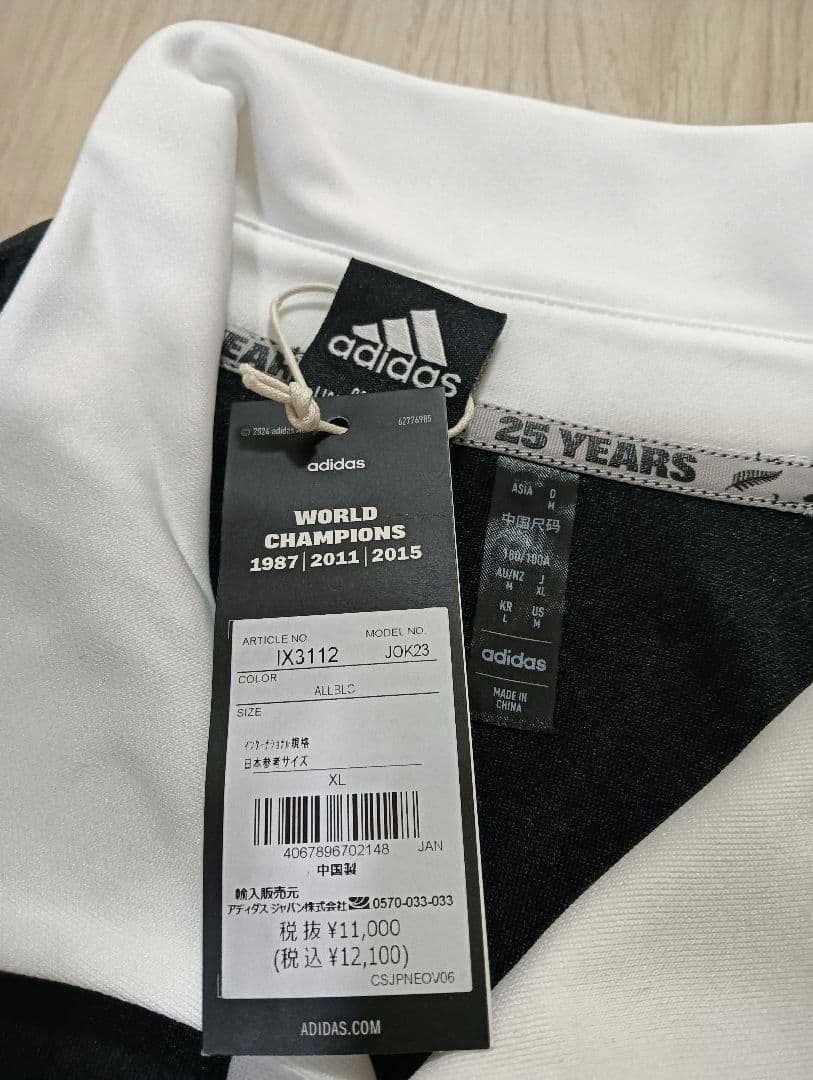 adidas
25 YEARS
© 2024 adidas
62776985
adidas
WORLD
CHAMPIONS
1987|2011|2015
ARTICLE NO.
MODEL NO.
IX3112
JOK23
COLOR
ALLBLC
SIZE
インターナショナル規格
日本参考サイズ
XL
4067896702148 JAN
中国製
輸入販売元
アディダス ジャパン株式会社 0570-033-033
税 抜 ¥11,000
(税 込 ¥12,100)
CSJPNEOV06
ADIDAS.COM
ASIA D
M
中国尺码
180/100A
AU/NZ J
M XL
KR US
L M
adidas
MADE IN
CHINA